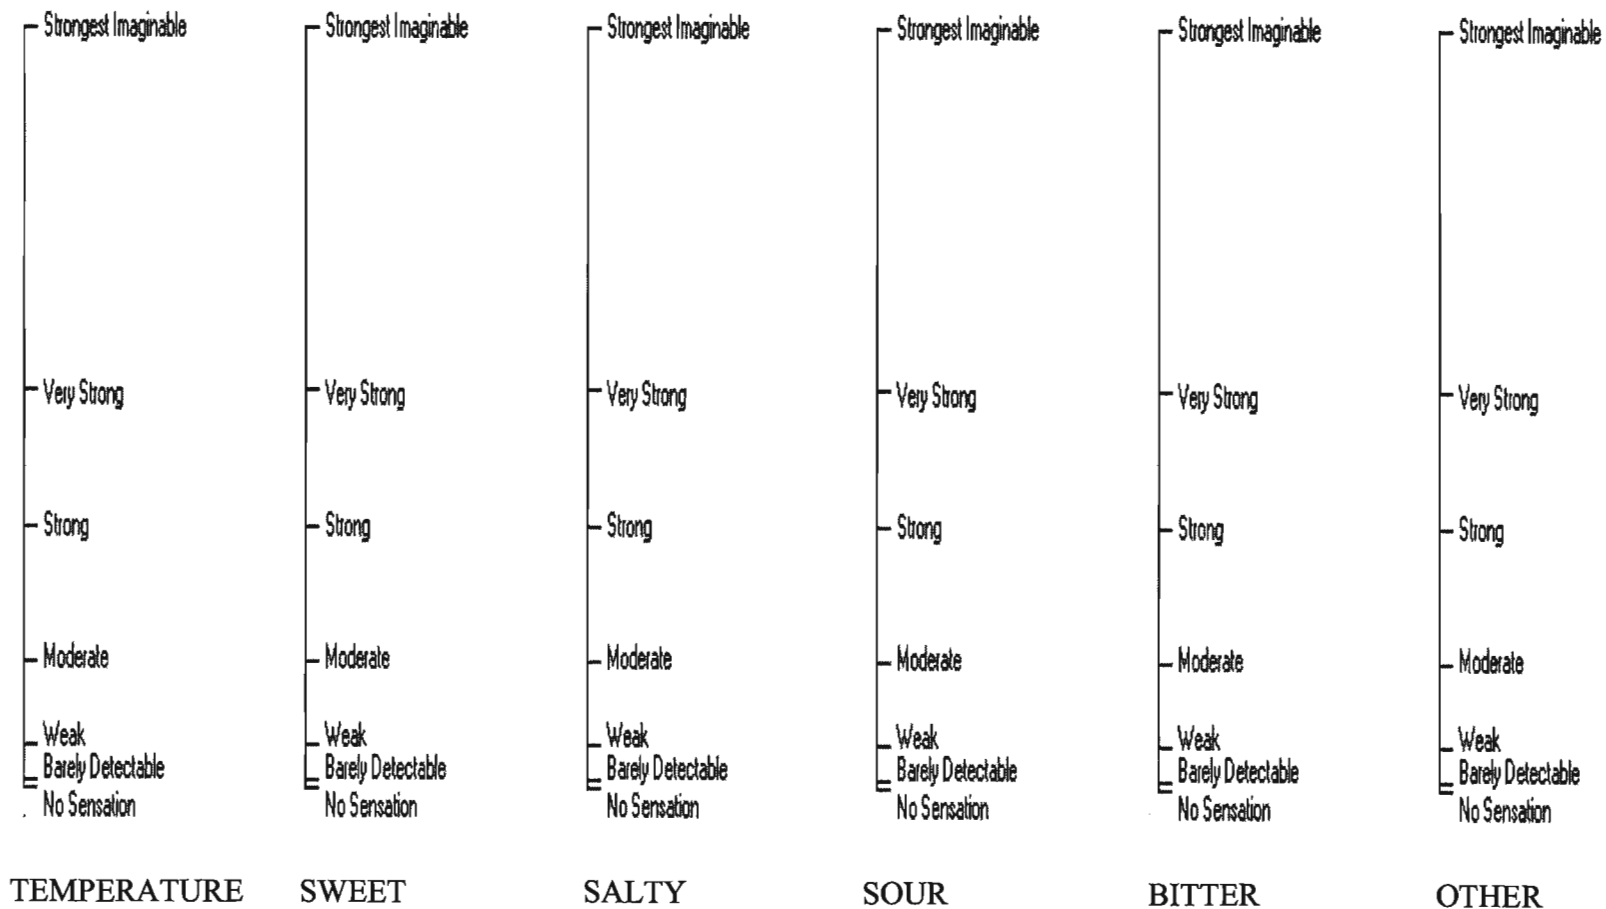 Strongest Imaginable Strongest Imaginable Strongest Imaginable Strongest Imaginable Strongest Imaginable Strongest Imaginable
Very Strong Very Strong Very Strong Very Strong Very Strong Very Strong
Strong Strong Strong Strong Strong Strong
Moderate Moderate Moderate Moderate Moderate Moderate
Weak Weak Weak Weak Weak Weak
Barely Detectable Barely Detectable Barely Detectable Barely Detectable Barely Detectable Barely Detectable
No Sensation No Sensation No Sensation No Sensation No Sensation No Sensation
TEMPERATURE SWEET SALTY SOUR BITTER OTHER